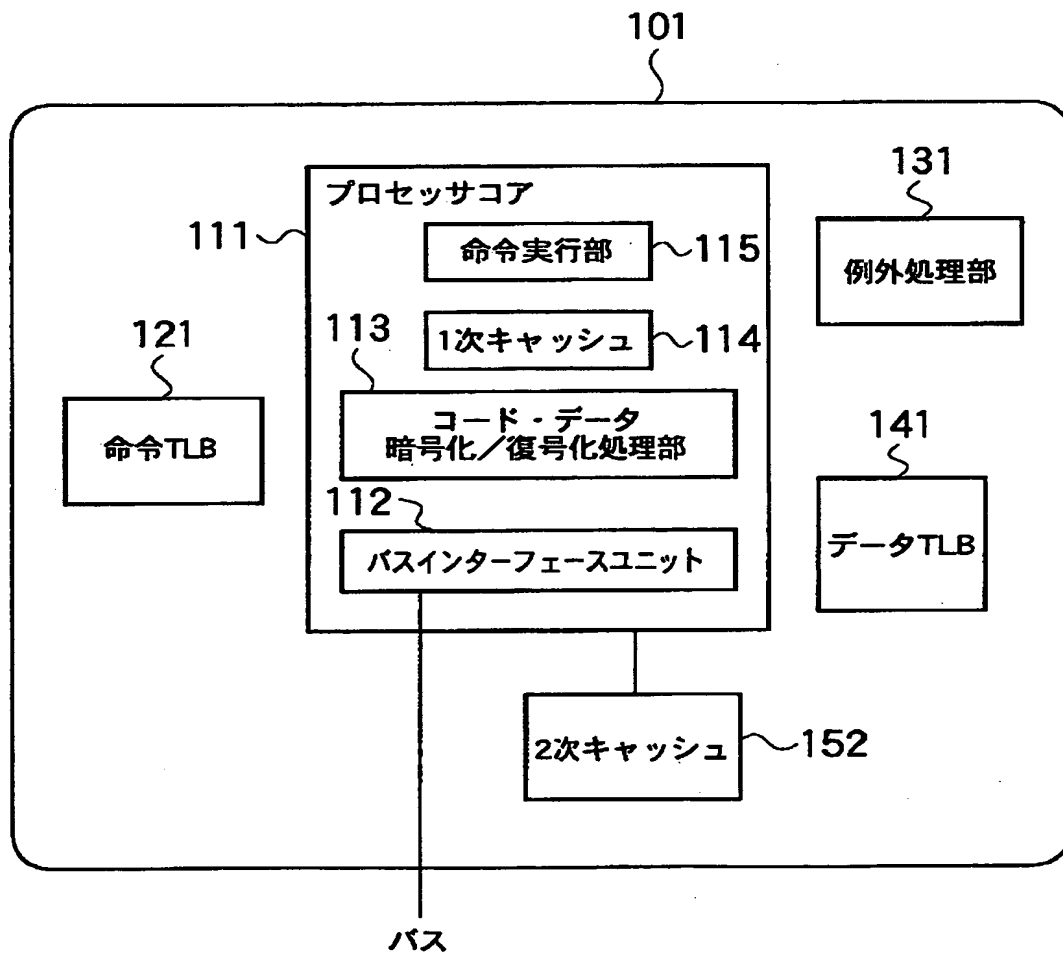 101
プロセッサコア
111
命令実行部
115
131
例外処理部
1次キャッシュ
114
113
121
命令TLB
コード・データ
暗号化/復号化処理部
141
データTLB
112
バスインターフェースユニット
2次キャッシュ
152
バス